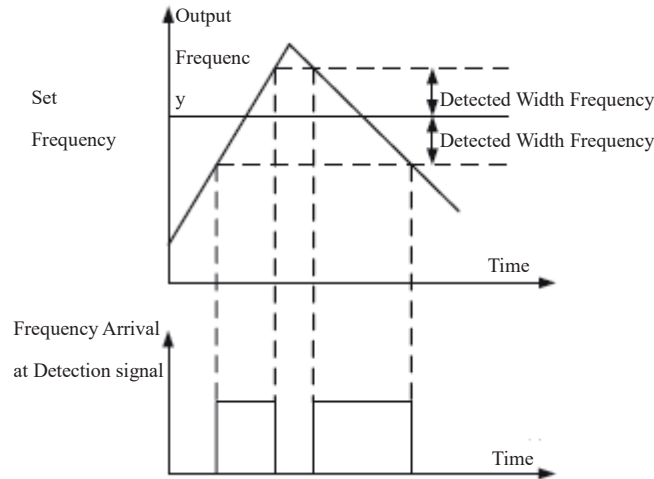 Output
Frequenc
y
Set
Frequency
Detected Width Frequency
Detected Width Frequency
Time
Frequency Arrival
at Detection signal
Time